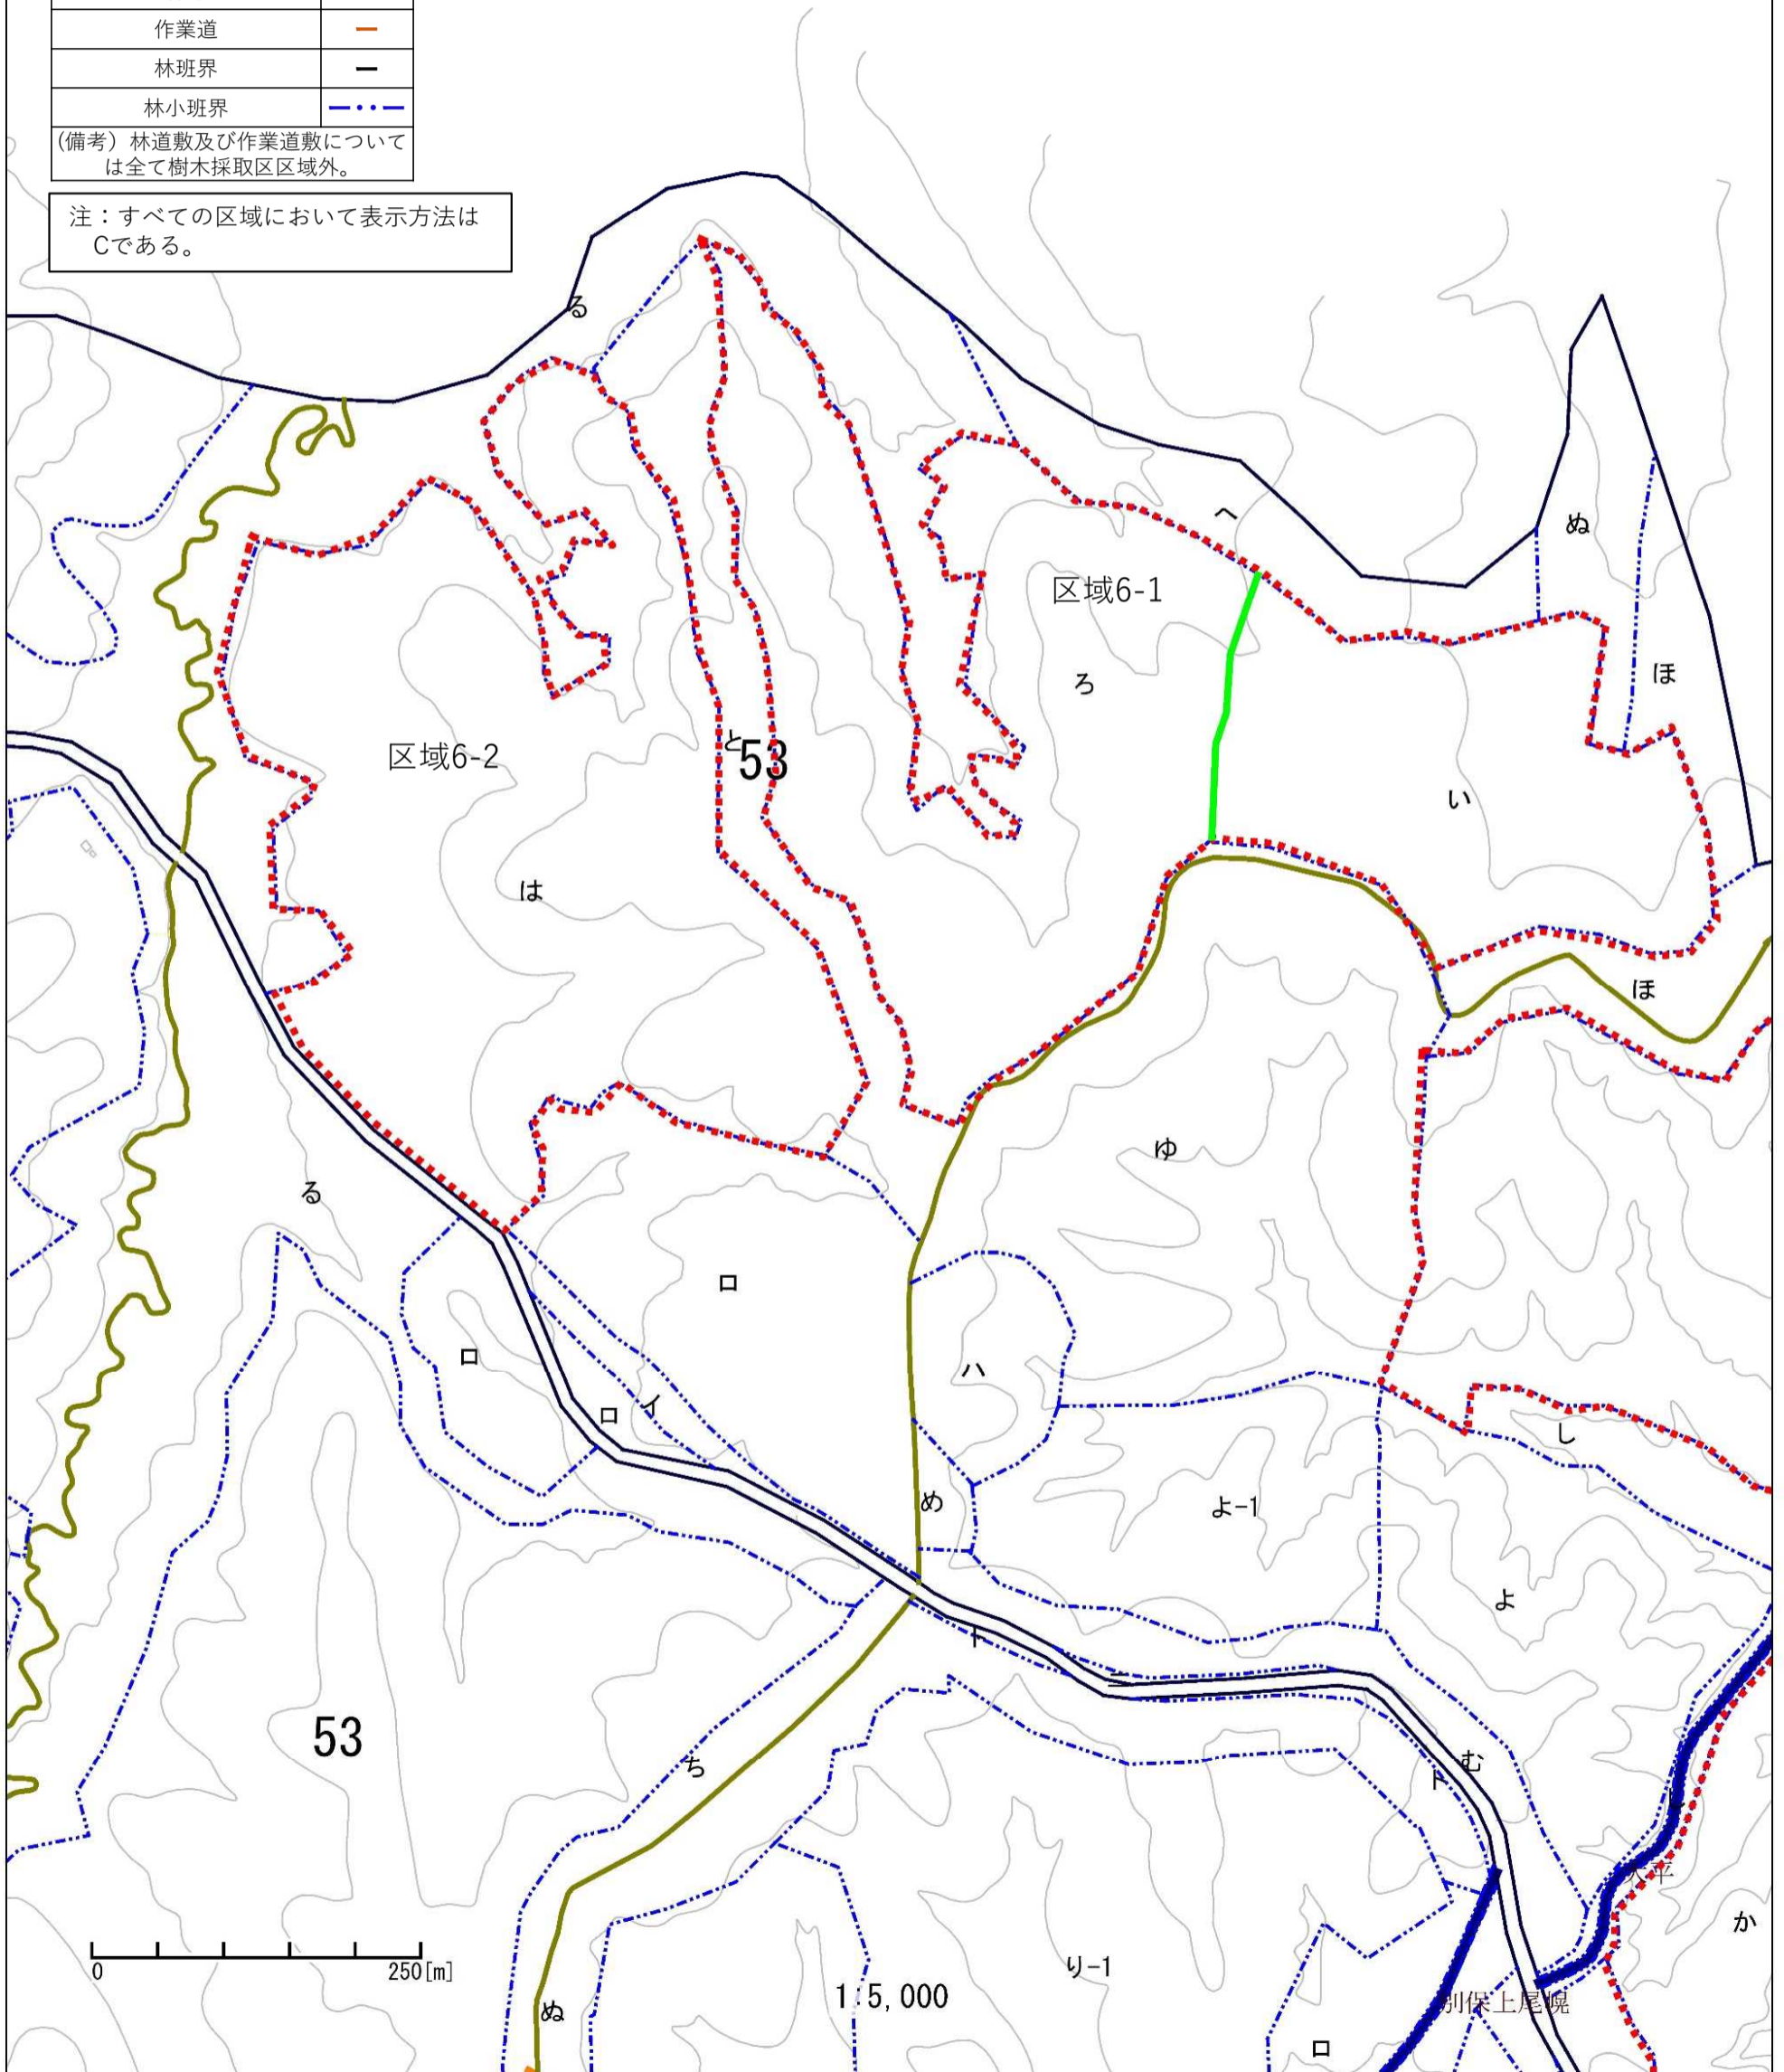 作業道
林班界
林小班界
(備考) 林道敷及び作業道敷について
は全て樹木採取区区域外。
注：すべての区域において表示方法は
Cである。
る
へ
ぬ
区域6-1
ろ
ほ
と
53
区域6-2
い
は
ほ
ゆ
る
ロ
ロ
ハ
イ
ロ
し
め
よ-1
よ
ト
ニ
53
ち
む
ト
大平
か
り-1
0
250[m]
1:5,000
ぬ
別保上尾幌
ロ